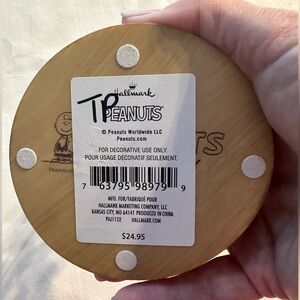 Hallmark
TP
PEANUTS
© Peanuts Worldwide LLC
Peanuts.com
FOR DECORATIVE USE ONLY.
POUR USAGE DÉCORATIF SEULEMENT.
7 63795 98979 9
MFD. FOR/FABRIQUÉ POUR
HALLMARK MARKETING COMPANY, LLC
KANSAS CITY, MO 64141 PRODUCED IN CHINA
PAJ1152 HALLMARK.COM
$24.95